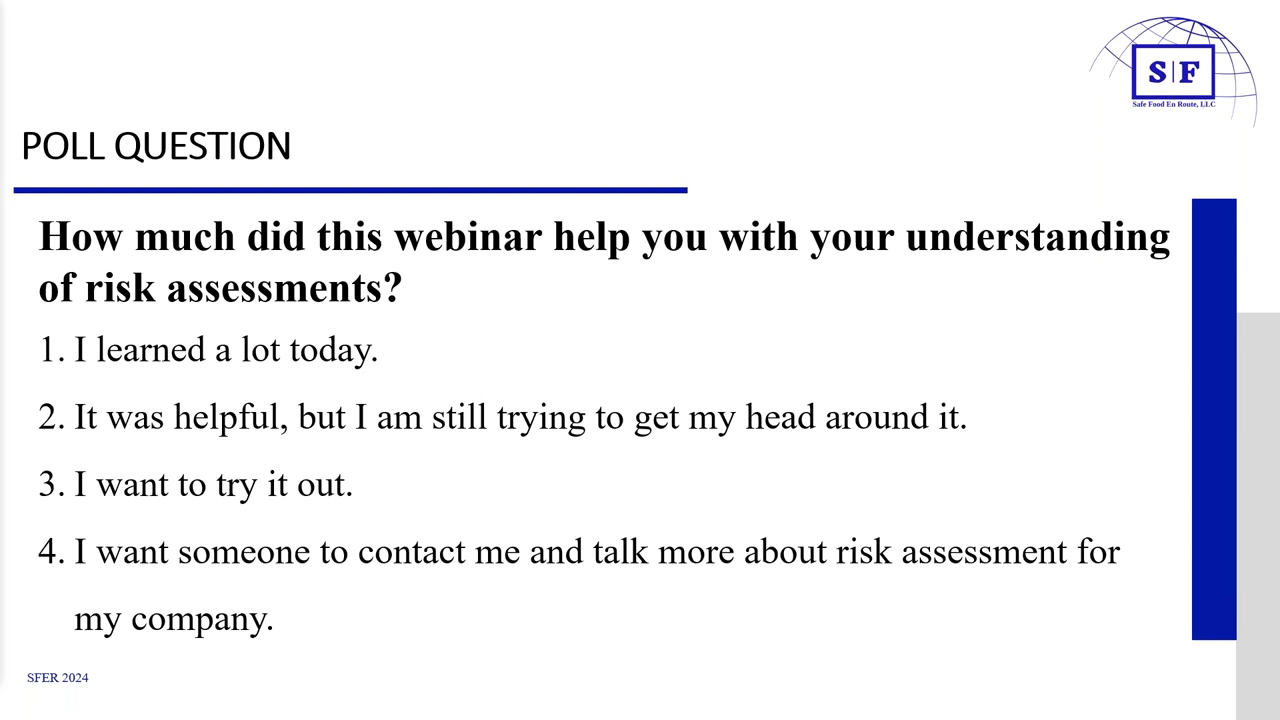 S|F
Safe Food En Route, LLC
POLL QUESTION
How much did this webinar help you with your understanding
of risk assessments?
1. I learned a lot today.
2. It was helpful, but I am still trying to get my head around it.
3. I want to try it out.
4. I want someone to contact me and talk more about risk assessment for
my company.
SFER 2024